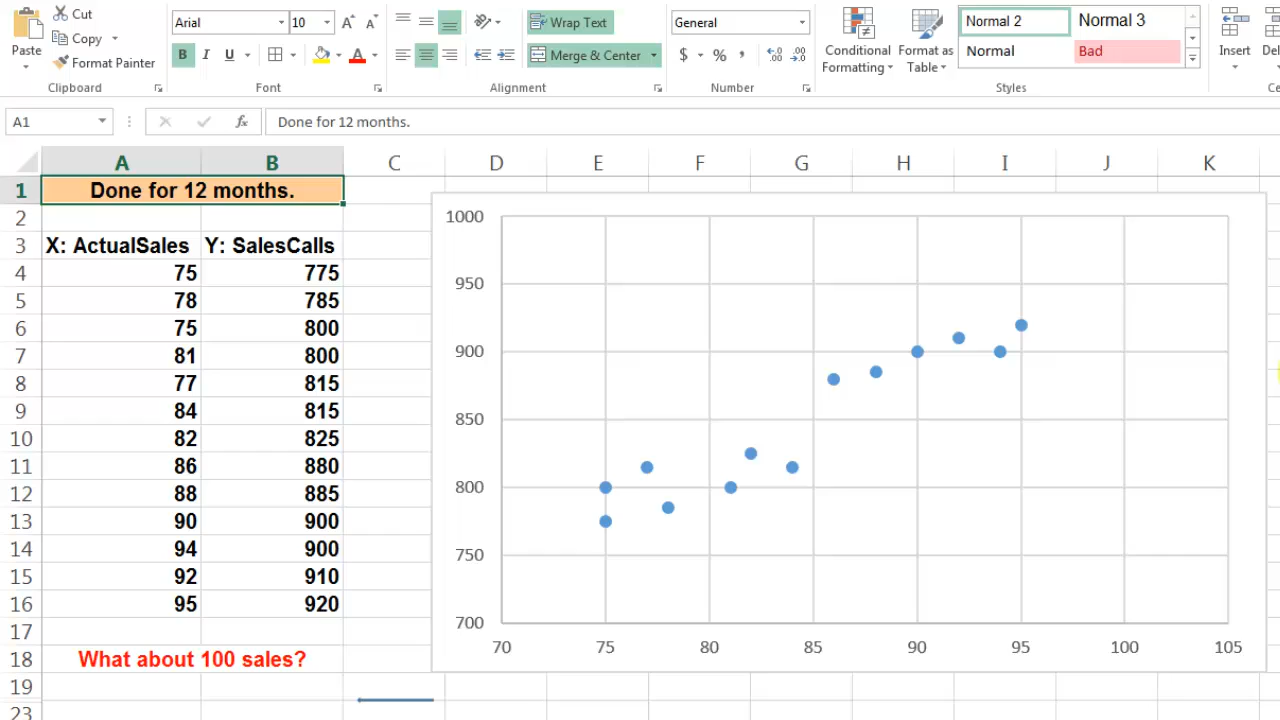 Cut
Copy
Format Painter
Paste
Clipboard
Arial 10 A A
B I U A
Font
Wrap Text
Merge & Center
Alignment
General
$ % , .00 .0
Number
Conditional Formatting
Format as Table
Normal 2 Normal 3
Normal Bad
Styles
Insert
A1 fx Done for 12 months.
A B C D E F G H I J K
1 Done for 12 months.
2
3 X: ActualSales Y: SalesCalls
4 75 775
5 78 785
6 75 800
7 81 800
8 77 815
9 84 815
10 82 825
11 86 880
12 88 885
13 90 900
14 94 900
15 92 910
16 95 920
17
18 What about 100 sales?
19
23
1000
950
900
850
800
750
700
70 75 80 85 90 95 100 105